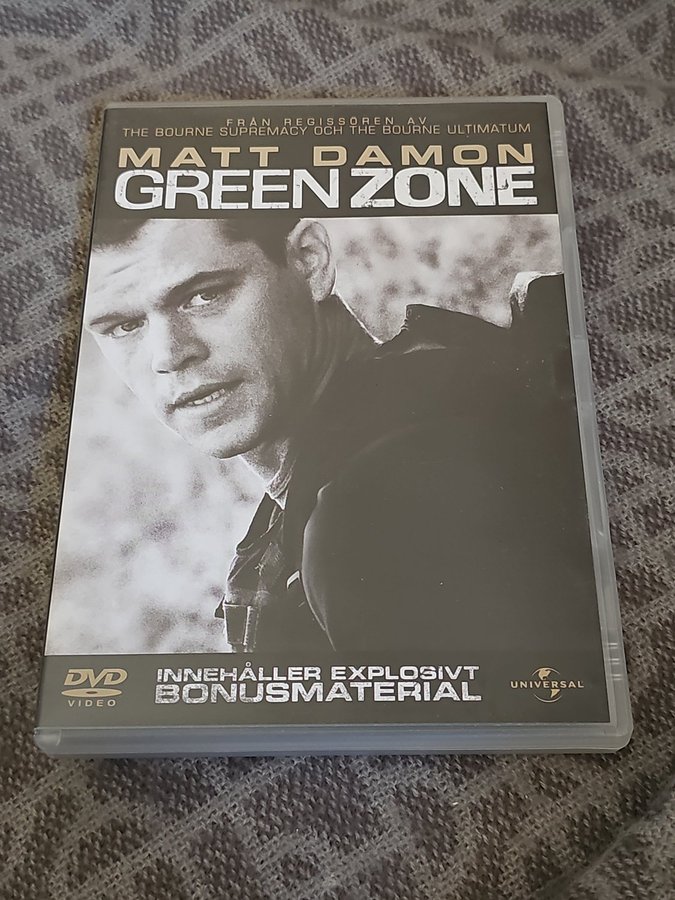 FRÅN REGISSÖREN AV
THE BOURNE SUPREMACY OCH THE BOURNE ULTIMATUM
MATT DAMON
GREEN ZONE
INNEHÅLLER EXPLOSIVT
BONUSMATERIAL
DVD
VIDEO
UNIVERSAL